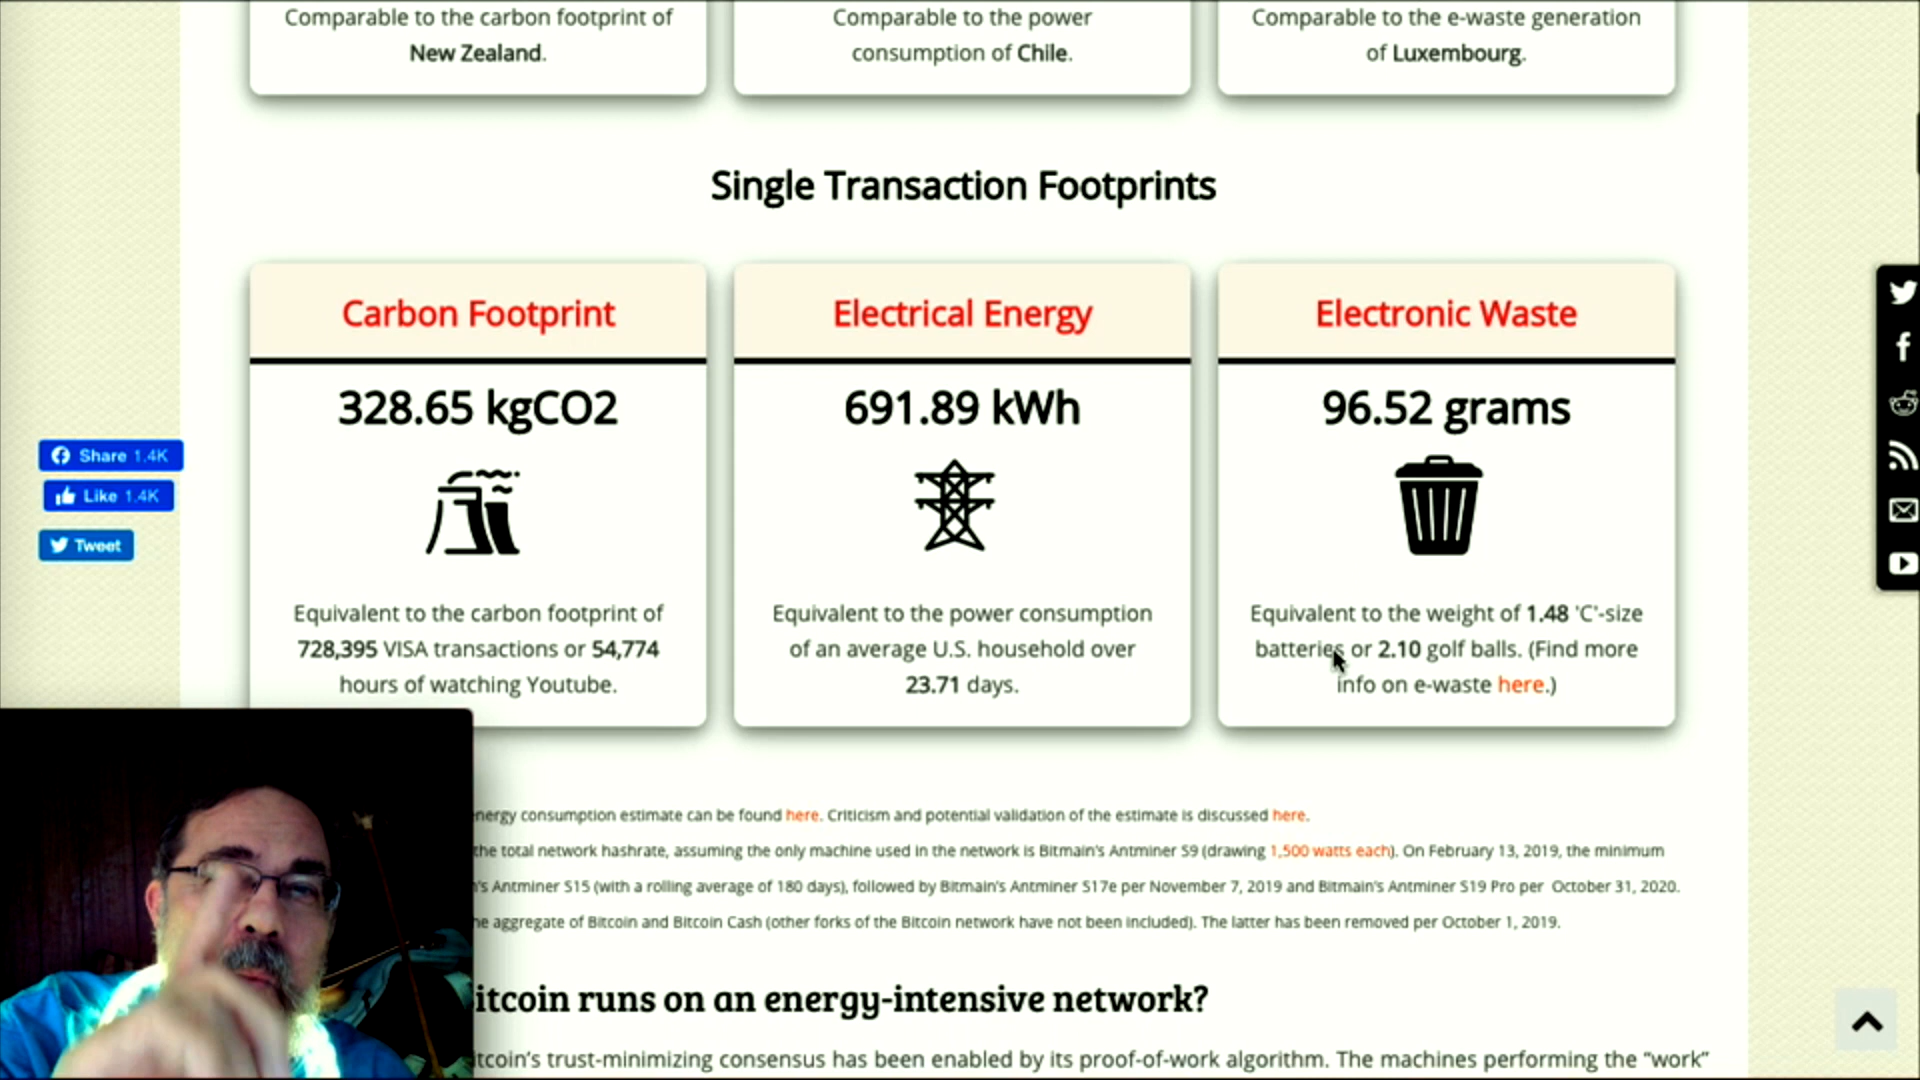 Comparable to the carbon footprint of
New Zealand.
Comparable to the power
consumption of Chile.
Comparable to the e-waste generation
of Luxembourg.
Single Transaction Footprints
Carbon Footprint
328.65 kgCO2
Equivalent to the carbon footprint of
728,395 VISA transactions or 54,774
hours of watching Youtube.
Electrical Energy
691.89 kWh
Equivalent to the power consumption
of an average U.S. household over
23.71 days.
Electronic Waste
96.52 grams
Equivalent to the weight of 1.48 'C'-size
batteries or 2.10 golf balls. (Find more
info on e-waste here.)
Share 1.4K
Like 1.4K
Tweet
energy consumption estimate can be found here. Criticism and potential validation of the estimate is discussed here.
the total network hashrate, assuming the only machine used in the network is Bitmain's Antminer S9 (drawing 1,500 watts each). On February 13, 2019, the minimum
's Antminer S15 (with a rolling average of 180 days), followed by Bitmain's Antminer S17e per November 7, 2019 and Bitmain's Antminer S19 Pro per October 31, 2020.
he aggregate of Bitcoin and Bitcoin Cash (other forks of the Bitcoin network have not been included). The latter has been removed per October 1, 2019.
itcoin runs on an energy-intensive network?
itcoin's trust-minimizing consensus has been enabled by its proof-of-work algorithm. The machines performing the “work”